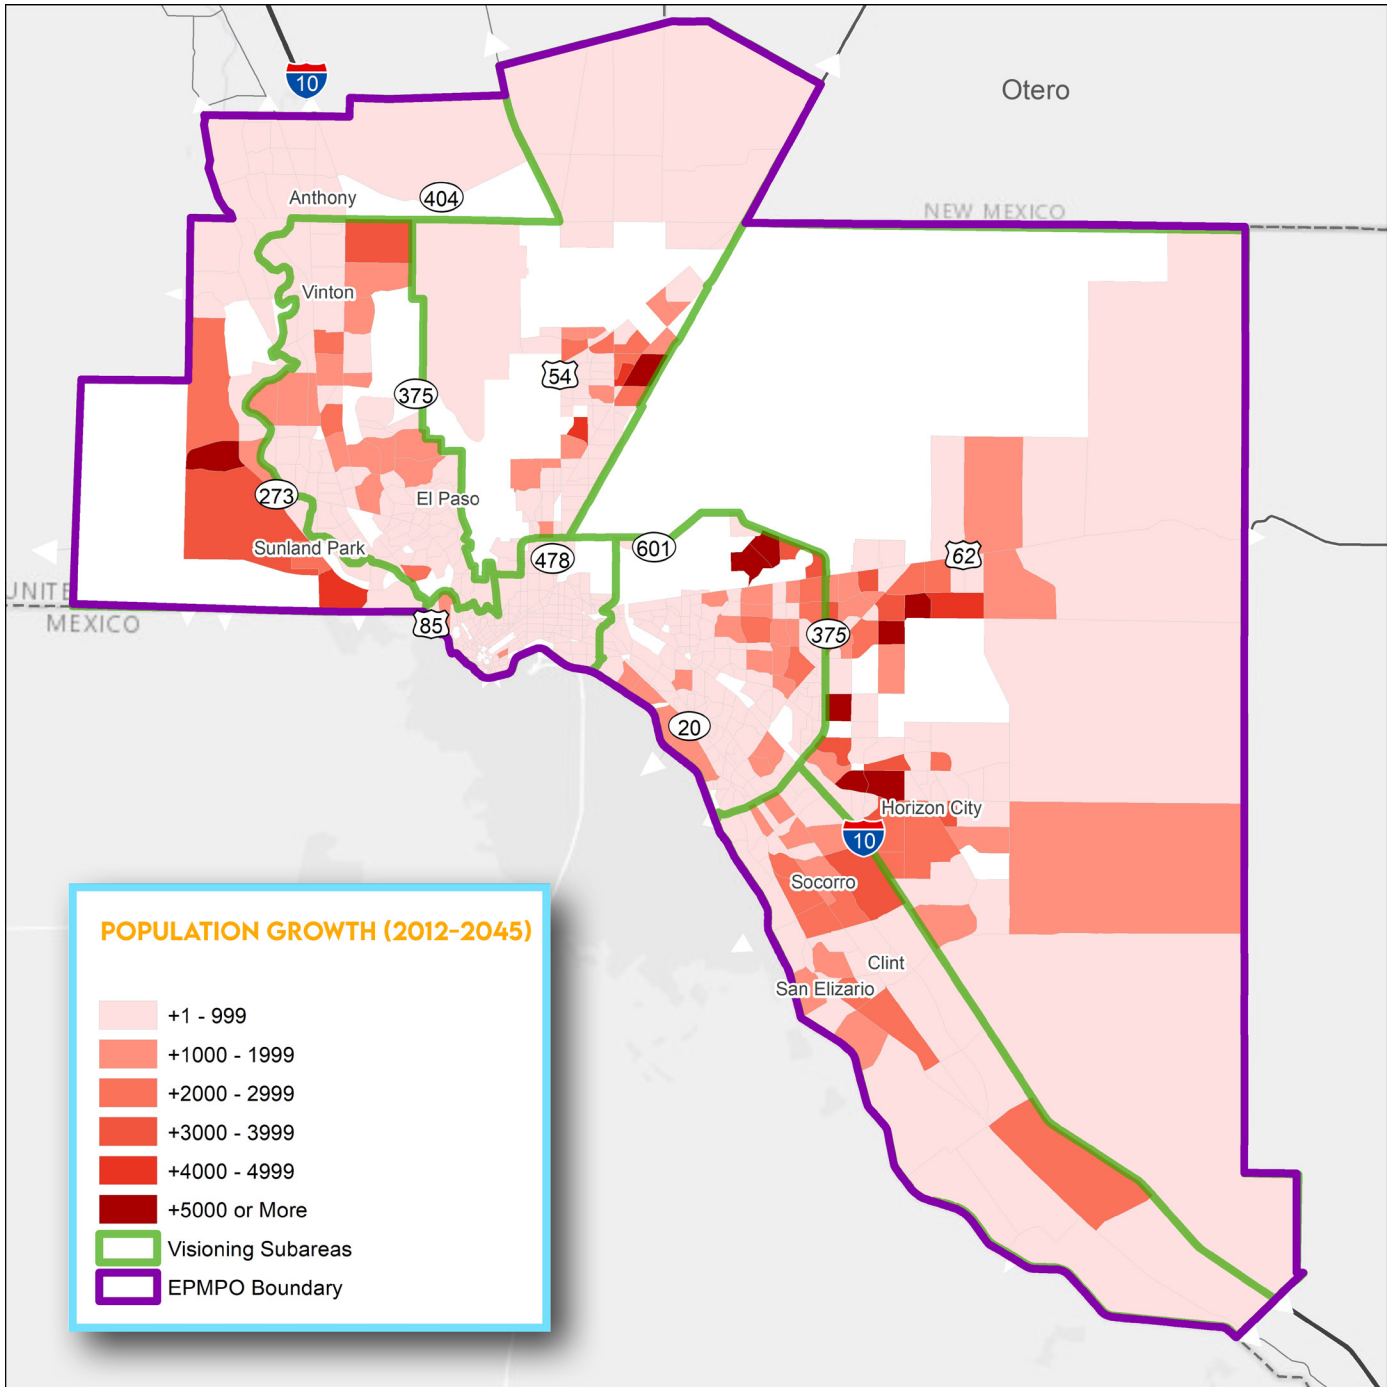 10
Otero
Anthony
404
NEW MEXICO
Vinton
54
375
273
El Paso
Sunland Park
478
601
62
UNITE
MEXICO
85
375
20
Horizon City
10
Socorro
Clint
San Elizario
POPULATION GROWTH (2012-2045)
+1 - 999
+1000 - 1999
+2000 - 2999
+3000 - 3999
+4000 - 4999
+5000 or More
Visioning Subareas
EPMPO Boundary